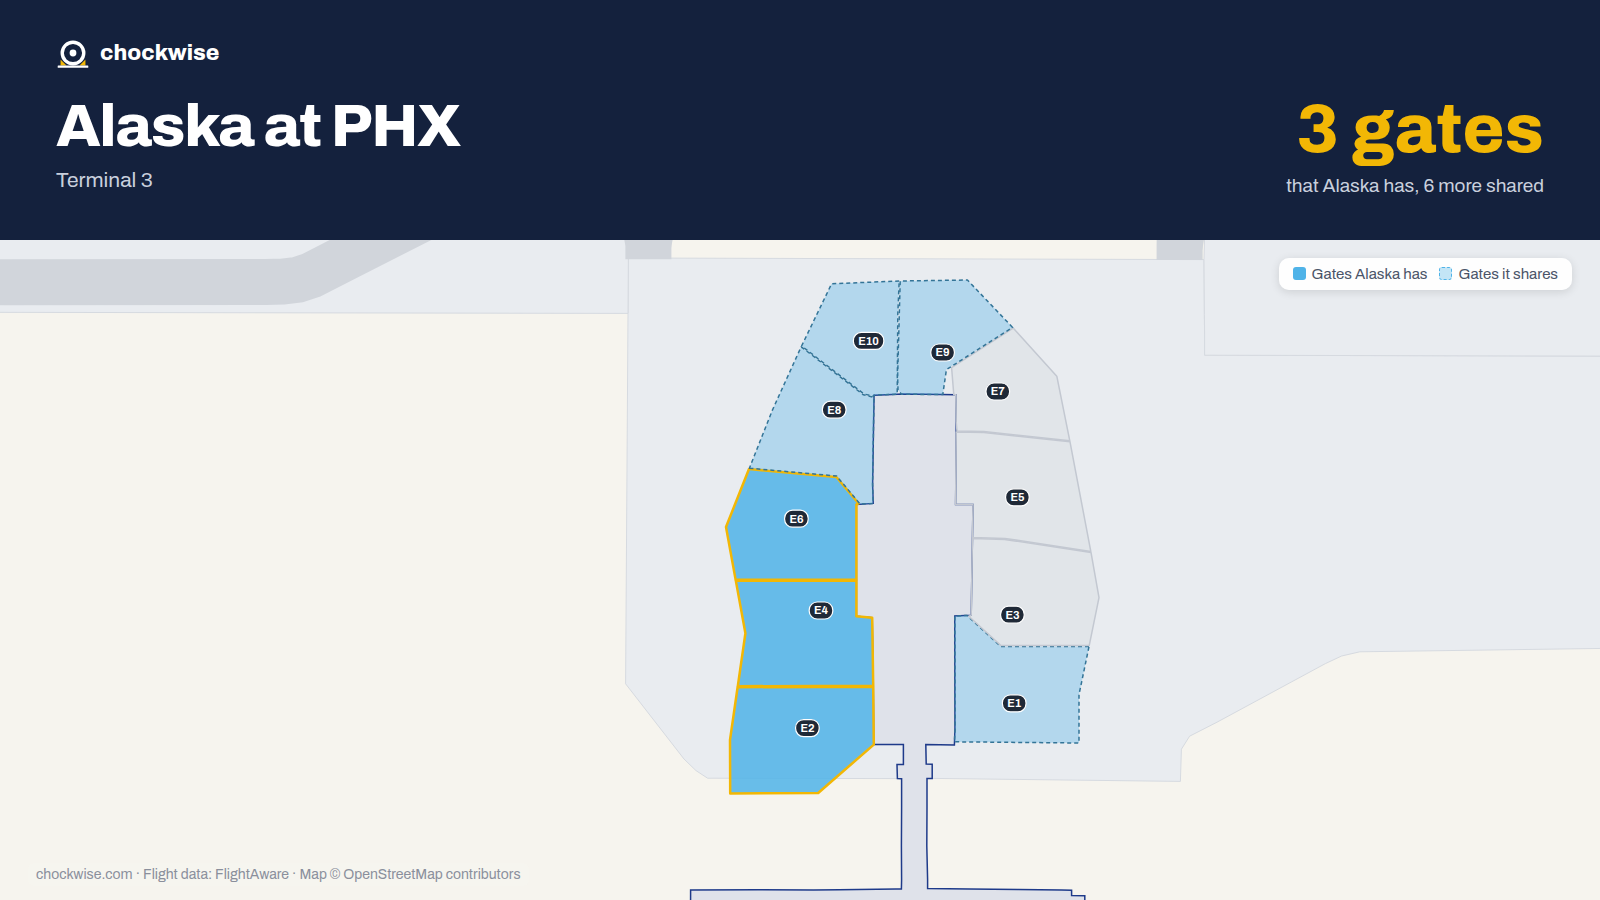 chockwise
Alaska at PHX
Terminal 3
3 gates
that Alaska has, 6 more shared
Gates Alaska has
Gates it shares
E10
E9
E7
E8
E5
E6
E4
E3
E1
E2
chockwise.com · Flight data: FlightAware · Map © OpenStreetMap contributors